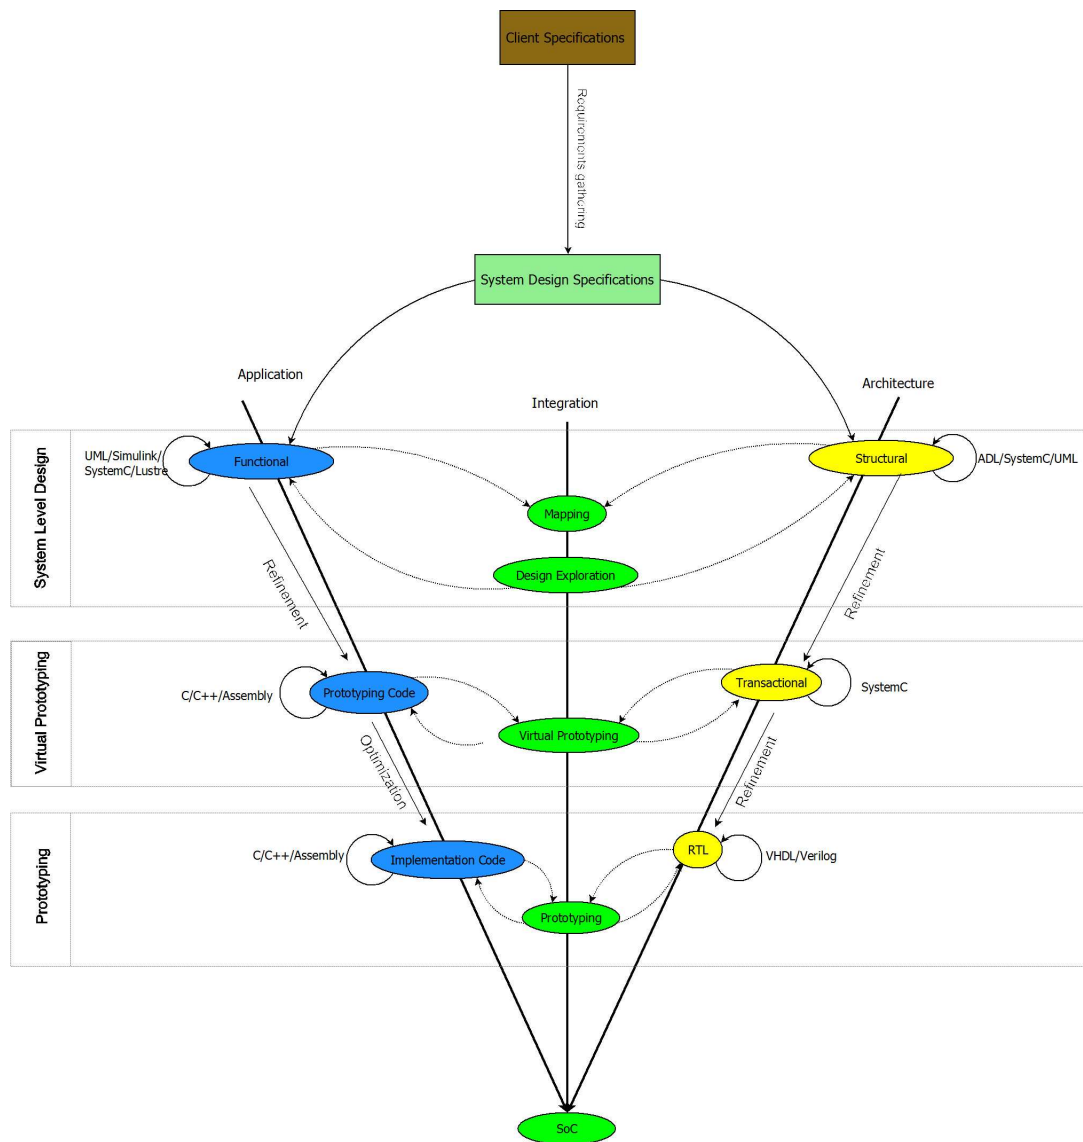 Client Specifications
Requirements gathering
System Design Specifications
Application
Integration
Architecture
System Level Design
UML/Simulink/
SystemC/Lustre
Functional
Structural
ADL/SystemC/UML
Mapping
Design Exploration
Refinement
Refinement
Virtual Prototyping
C/C++/Assembly
Prototyping Code
Transactional
SystemC
Virtual Prototyping
Optimization
Refinement
Prototyping
C/C++/Assembly
Implementation Code
RTL
VHDL/Verilog
Prototyping
SoC